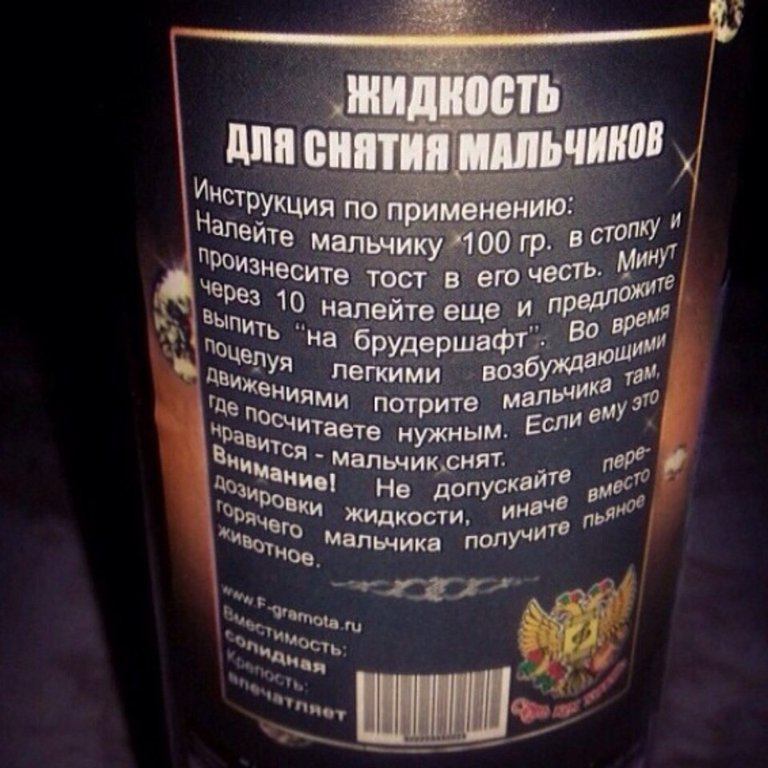 ЖИДКОСТЬ
ДЛЯ СНЯТИЯ МАЛЬЧИКОВ
Инструкция по применению:
Налейте мальчику 100 гр. в стопку и
произнесите тост в его честь. Минут
через 10 налейте еще и предложите
выпить "на брудершафт". Во время
поцелуя легкими возбуждающими
движениями потрите мальчика там,
где посчитаете нужным. Если ему это
нравится - мальчик снят.
Внимание! Не допускайте пере-
дозировки жидкости, иначе вместо
горячего мальчика получите пьяное
животное.
www.F-gramota.ru
Вместимость:
солидная
Крепость:
впечатляет